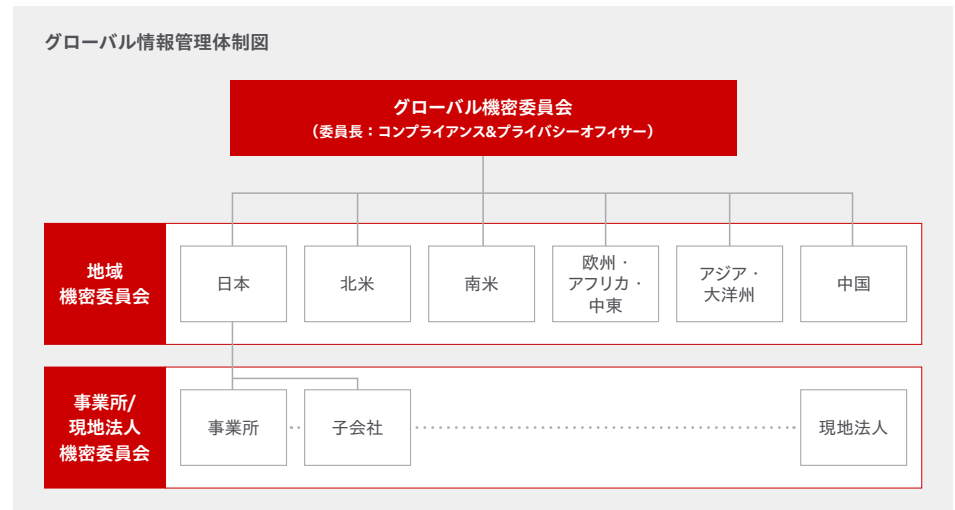 グローバル情報管理体制図
グローバル機密委員会
（委員長：コンプライアンス&プライバシーオフィサー）
地域
機密委員会
日本
北米
南米
欧州・
アフリカ・
中東
アジア・
大洋州
中国
事業所/
現地法人
機密委員会
事業所
子会社
現地法人